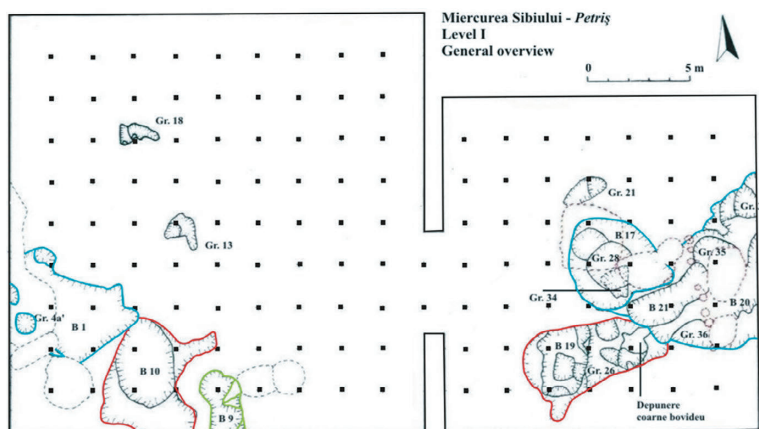 Miercurea Sibiului - Petriş
Level I
General overview
0 5 m
Gr. 18
Gr. 21
Gr.
B 17
Gr. 13
Gr. 35
Gr. 28
Gr. 34
B 21
B 20
Gr. 4a'
B 1
Gr. 36
B 19
B 10
Gr. 26
B 9
Depunere
coarne bovideu